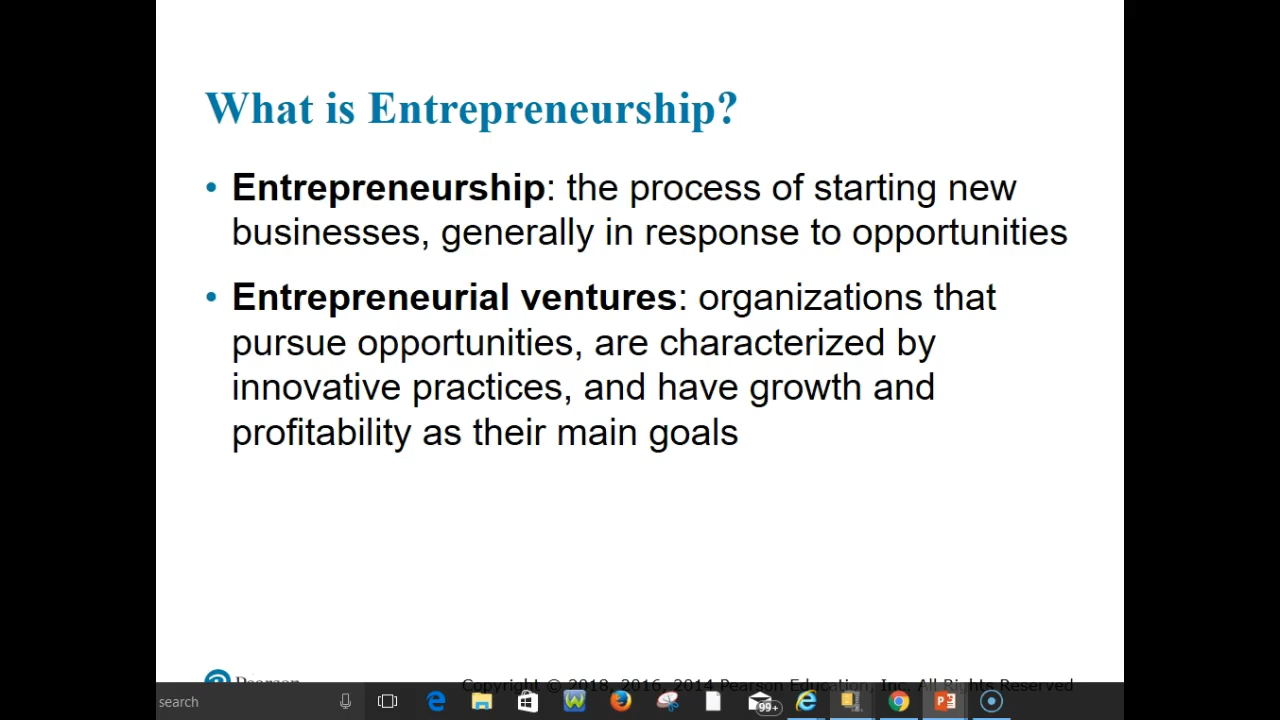 What is Entrepreneurship?
• Entrepreneurship: the process of starting new
businesses, generally in response to opportunities
• Entrepreneurial ventures: organizations that
pursue opportunities, are characterized by
innovative practices, and have growth and
profitability as their main goals
Pearson
Copyright © 2018, 2016, 2014 Pearson Education, Inc. All Rights Reserved
search
99+